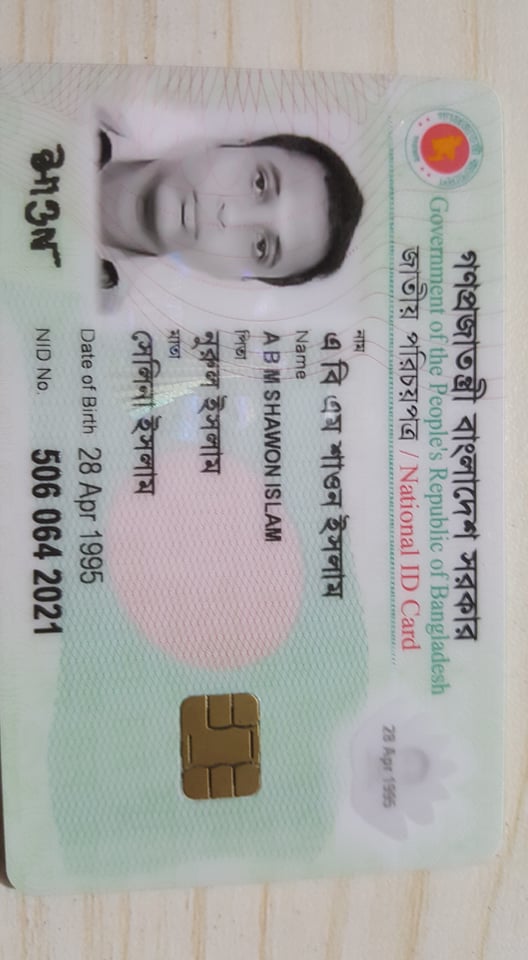 গণপ্রজাতন্ত্রী বাংলাদেশ সরকার
Government of the People's Republic of Bangladesh
জাতীয় পরিচয়পত্র / National ID Card
নাম
এ বি এম শাওন ইসলাম
Name
A B M SHAWON ISLAM
পিতা
নুরুল ইসলাম
মাতা
সেলিনা ইসলাম
Date of Birth 28 Apr 1995
NID No. 506 064 2021
শাওন
28 Apr 1995